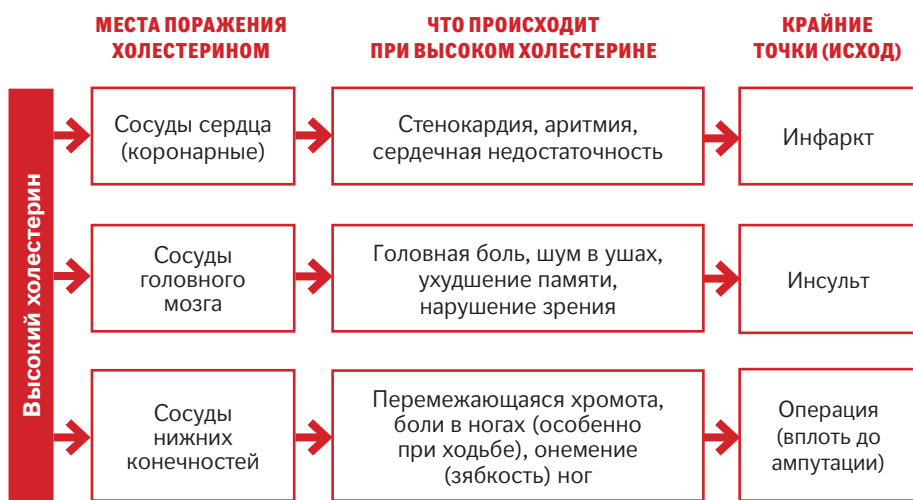 МЕСТА ПОРАЖЕНИЯ
ХОЛЕСТЕРИНОМ
ЧТО ПРОИСХОДИТ
ПРИ ВЫСОКОМ ХОЛЕСТЕРИНЕ
КРАЙНИЕ
ТОЧКИ (ИСХОД)
Высокий холестерин
Сосуды сердца
(коронарные)
Стенокардия, аритмия,
сердечная недостаточность
Инфаркт
Сосуды
головного
мозга
Головная боль, шум в ушах,
ухудшение памяти,
нарушение зрения
Инсульт
Сосуды
нижних
конечностей
Перемежающаяся хромота,
боли в ногах (особенно
при ходьбе), онемение
(зябкость) ног
Операция
(вплоть до
ампутации)